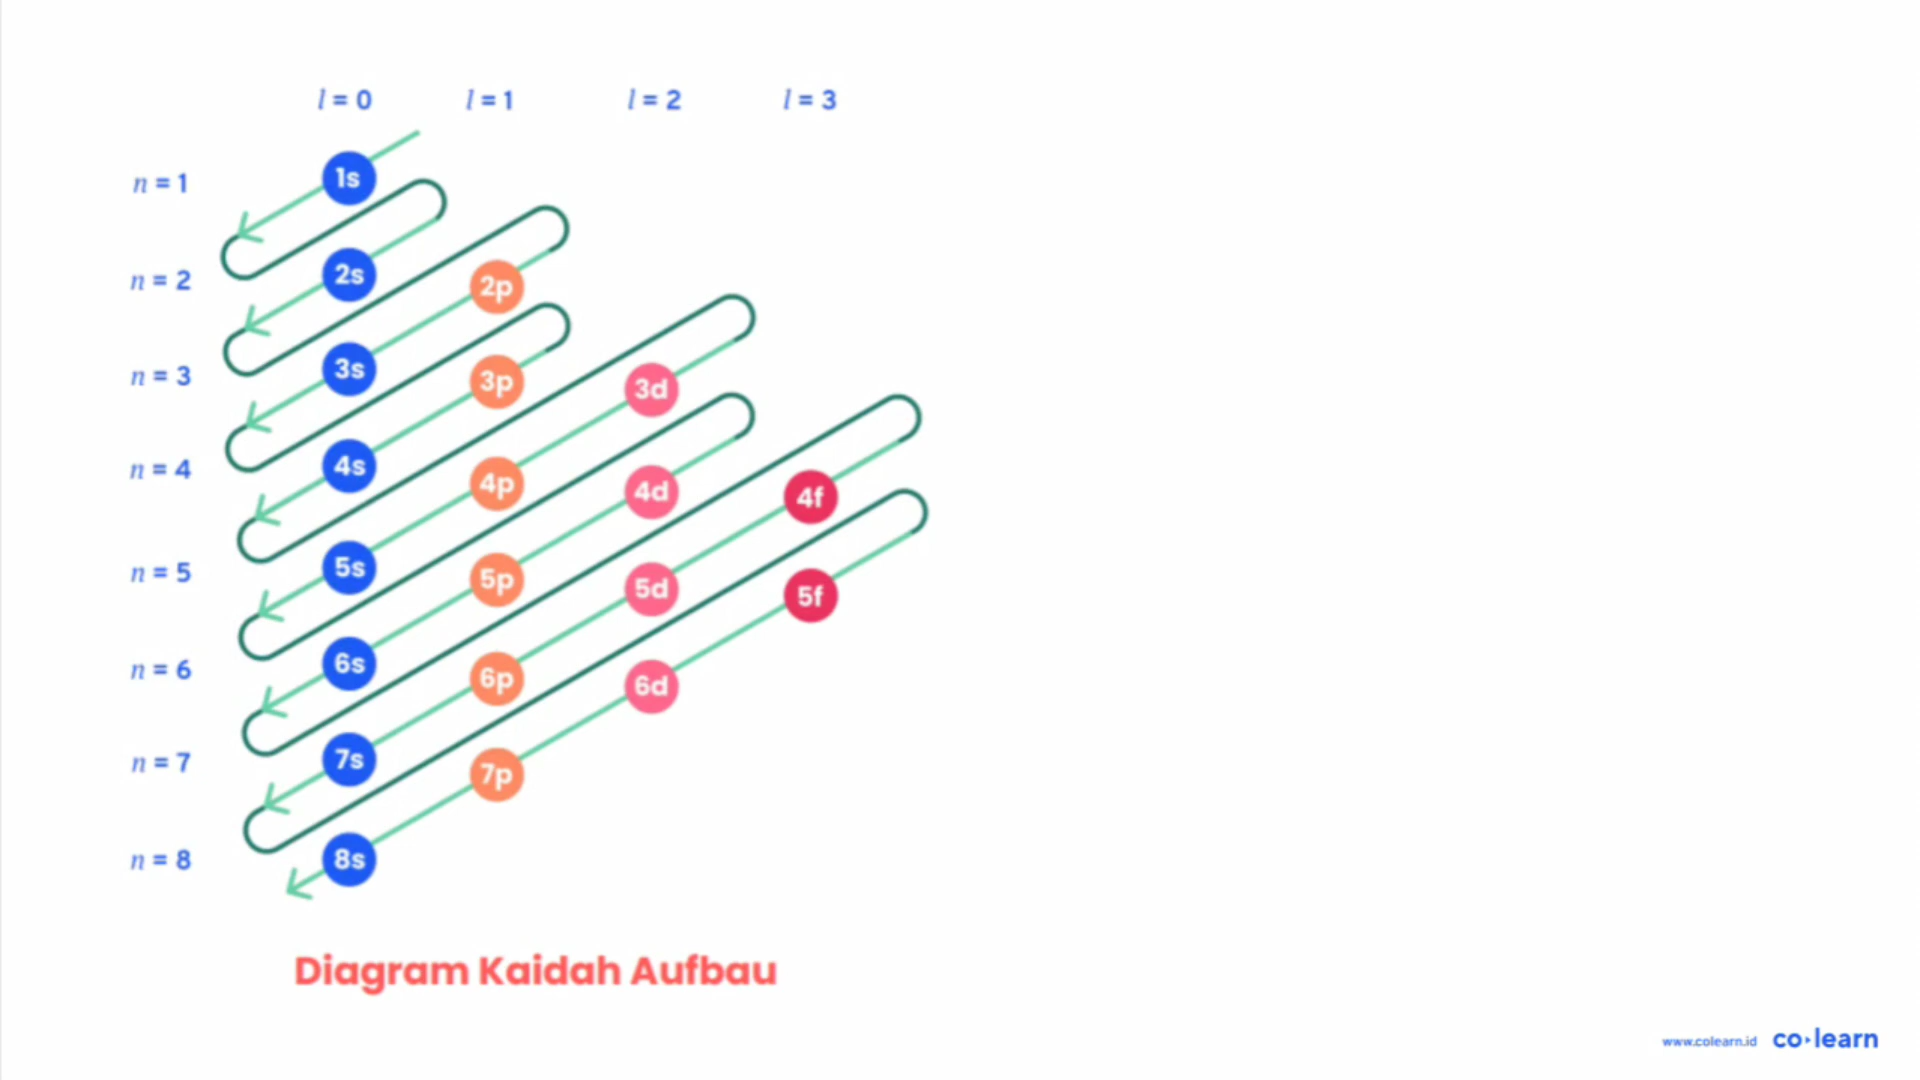 l = 0 l = 1 l = 2 l = 3
n = 1 1s
n = 2 2s 2p
n = 3 3s 3p 3d
n = 4 4s 4p 4d 4f
n = 5 5s 5p 5d 5f
n = 6 6s 6p 6d
n = 7 7s 7p
n = 8 8s
Diagram Kaidah Aufbau
www.colearn.id co learn